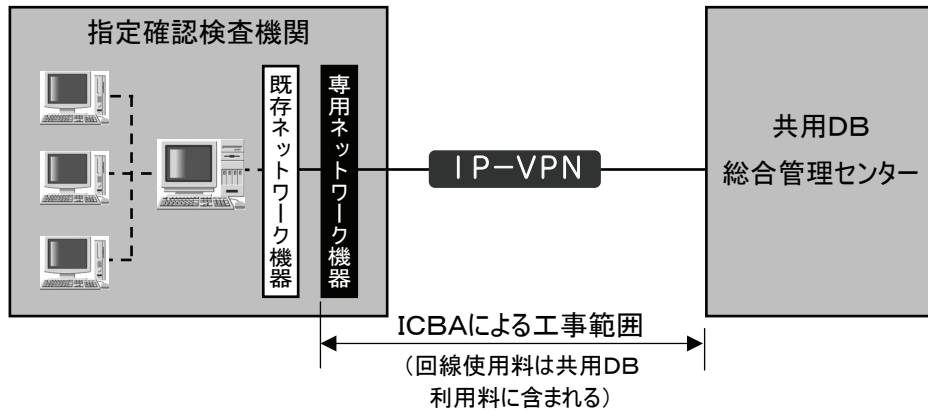 指定確認検査機関
既存ネットワーク機器
専用ネットワーク機器
IP-VPN
共用DB
総合管理センター
ICBAによる工事範囲
（回線使用料は共用DB
利用料に含まれる）